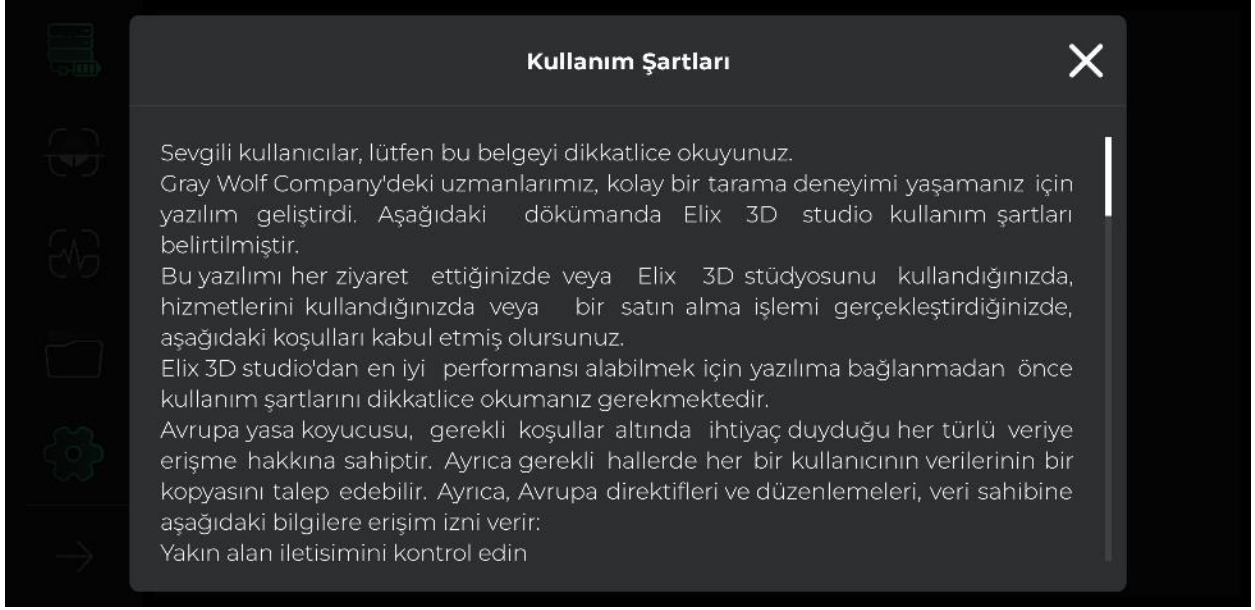 Kullanım Şartları
Sevgili kullanıcılar, lütfen bu belgeyi dikkatlice okuyunuz.
Gray Wolf Company'deki uzmanlarımız, kolay bir tarama deneyimi yaşamanız için
yazılım geliştirdi. Aşağıdaki dökümanda Elix 3D studio kullanım şartları
belirtilmiştir.
Bu yazılımı her ziyaret ettiğinizde veya Elix 3D stüdyosunu kullandığınızda,
hizmetlerini kullandığınızda veya bir satın alma işlemi gerçekleştirdiğinizde,
aşağıdaki koşulları kabul etmiş olursunuz.
Elix 3D studio'dan en iyi performansı alabilmek için yazılıma bağlanmadan önce
kullanım şartlarını dikkatlice okumanız gerekmektedir.
Avrupa yasa koyucusu, gerekli koşullar altında ihtiyaç duyduğu her türlü veriye
erişme hakkına sahiptir. Ayrıca gerekli hallerde her bir kullanıcının verilerinin bir
kopyasını talep edebilir. Ayrıca, Avrupa direktifleri ve düzenlemeleri, veri sahibine
aşağıdaki bilgilere erişim izni verir:
Yakın alan iletisimini kontrol edin